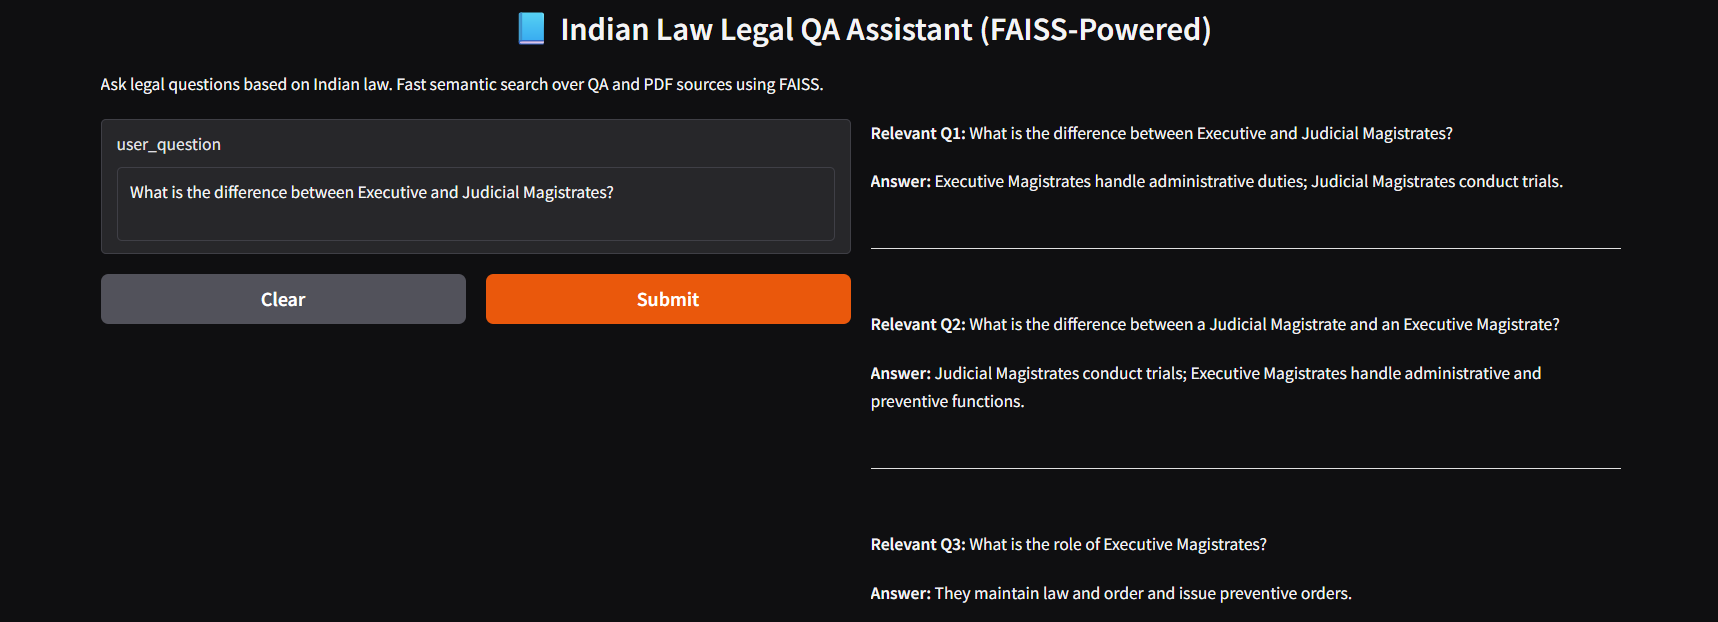 📘 Indian Law Legal QA Assistant (FAISS-Powered)
Ask legal questions based on Indian law. Fast semantic search over QA and PDF sources using FAISS.
user_question
What is the difference between Executive and Judicial Magistrates?
Clear
Submit
Relevant Q1: What is the difference between Executive and Judicial Magistrates?
Answer: Executive Magistrates handle administrative duties; Judicial Magistrates conduct trials.
Relevant Q2: What is the difference between a Judicial Magistrate and an Executive Magistrate?
Answer: Judicial Magistrates conduct trials; Executive Magistrates handle administrative and
preventive functions.
Relevant Q3: What is the role of Executive Magistrates?
Answer: They maintain law and order and issue preventive orders.